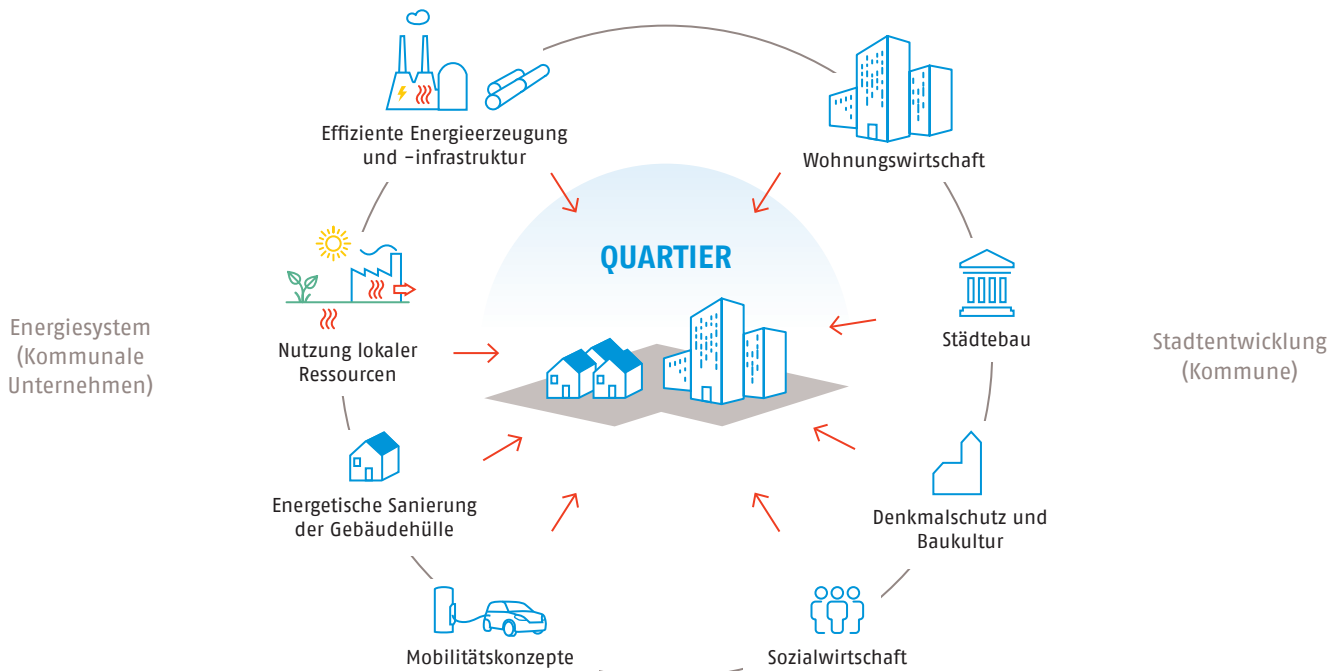 Effiziente Energieerzeugung
und -infrastruktur
Wohnungswirtschaft
QUARTIER
Energiesystem
(Kommunale
Unternehmen)
Nutzung lokaler
Ressourcen
Städtebau
Stadtentwicklung
(Kommune)
Energetische Sanierung
der Gebäudehülle
Denkmalschutz und
Baukultur
Mobilitätskonzepte
Sozialwirtschaft